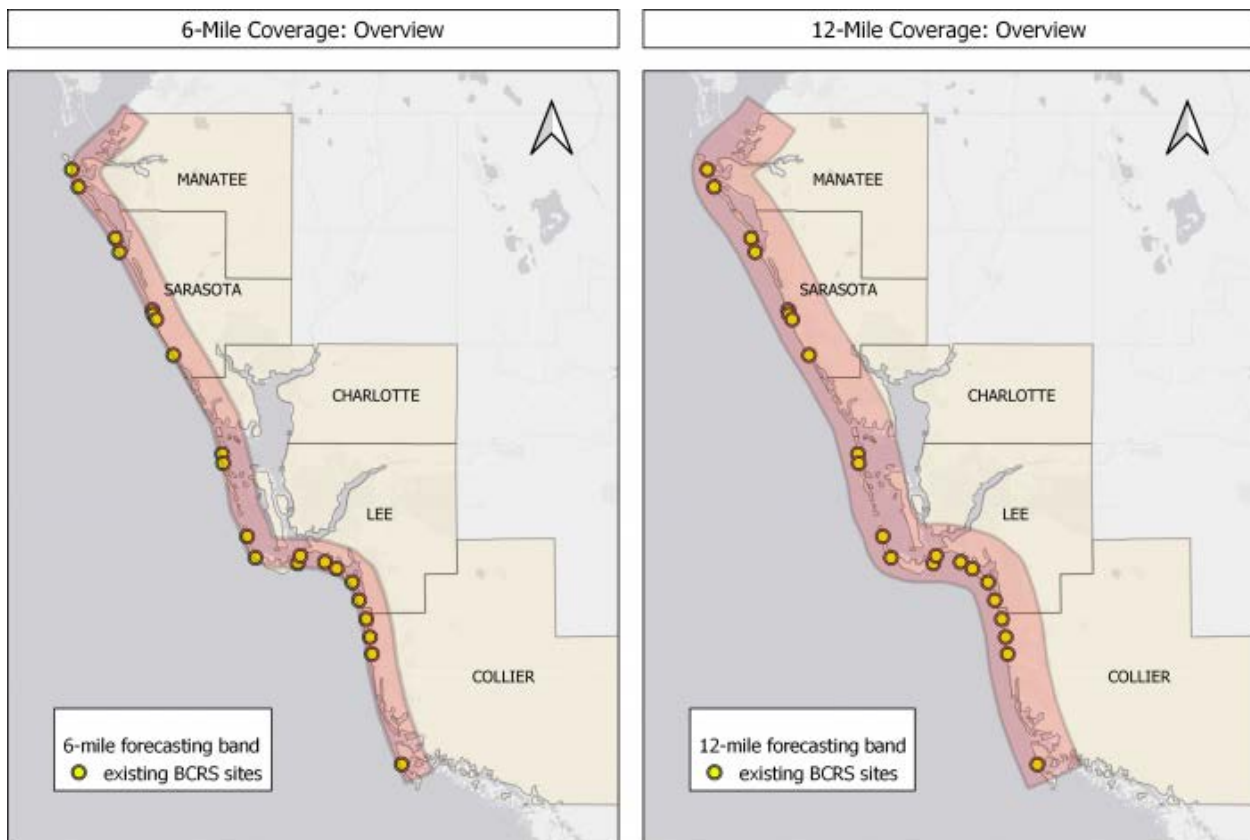 6-Mile Coverage: Overview
12-Mile Coverage: Overview
MANATEE
SARASOTA
CHARLOTTE
LEE
COLLIER
6-mile forecasting band
existing BCRS sites
MANATEE
SARASOTA
CHARLOTTE
LEE
COLLIER
12-mile forecasting band
existing BCRS sites